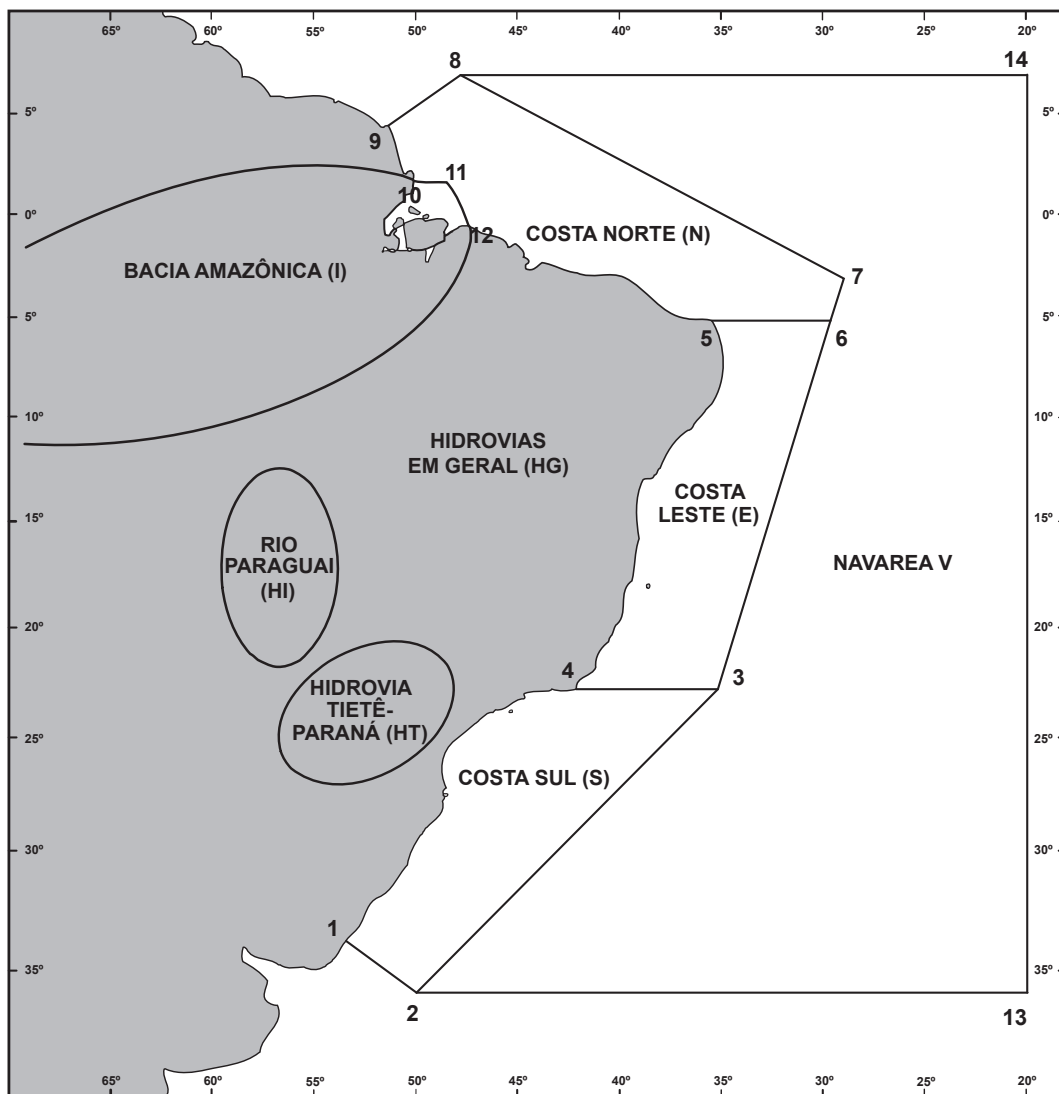 65º 60º 55º 50º 45º 40º 35º 30º 25º 20º
8 14
5º 5º
9
11
10
0º 0º
12 COSTA NORTE (N)
BACIA AMAZÔNICA (I)
7
5º 5º
5 6
10º 10º
HIDROVIAS
EM GERAL (HG)
COSTA
LESTE (E)
15º 15º
RIO
PARAGUAI
(HI)
NAVAREA V
20º 20º
4 3
HIDROVIA
TIETÊ-
PARANÁ (HT)
25º 25º
COSTA SUL (S)
30º 30º
1
35º 35º
2 13
65º 60º 55º 50º 45º 40º 35º 30º 25º 20º